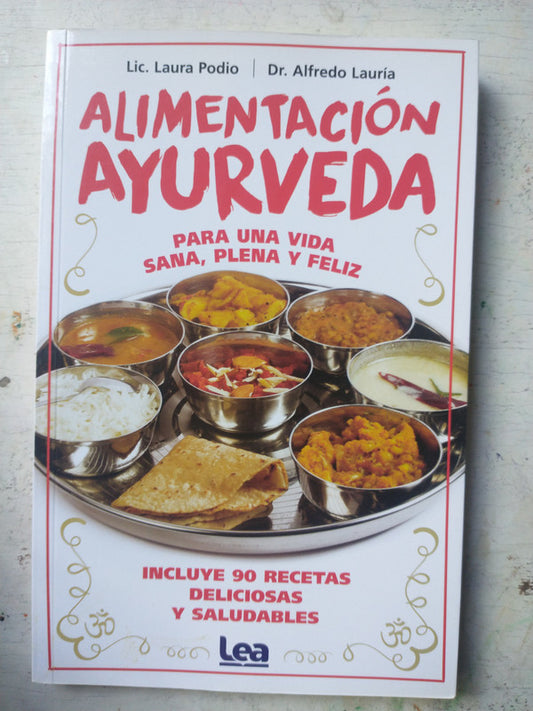 Lic. Laura Podio | Dr. Alfredo Lauría
ALIMENTACIÓN
AYURVEDA
PARA UNA VIDA
SANA, PLENA Y FELIZ
INCLUYE 90 RECETAS
DELICIOSAS
Y SALUDABLES
ॐ ॐ
Lea